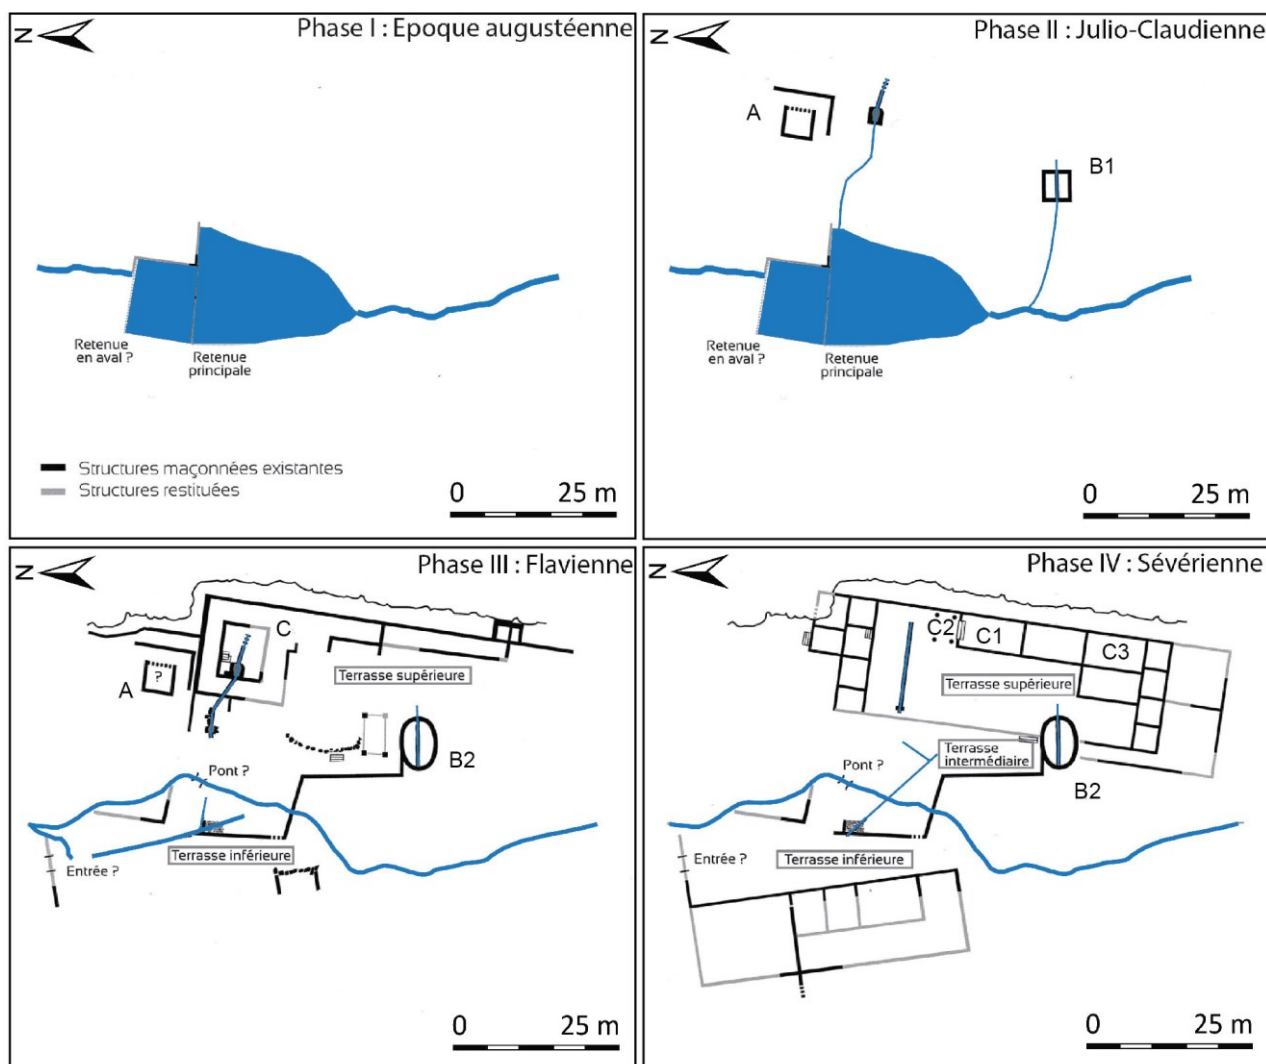 N
Phase I : Epoque augustéenne
Retenue
en aval ?
Retenue
principale
Structures maçonnées existantes
Structures restituées
0 25 m
N
Phase II : Julio-Claudienne
A
B1
Retenue
en aval ?
Retenue
principale
0 25 m
N
Phase III : Flavienne
C
A
?
Terrasse supérieure
B2
Pont ?
Terrasse inférieure
Entrée ?
0 25 m
N
Phase IV : Sévérienne
C2
C1
C3
Terrasse supérieure
Terrasse
intermédiaire
Pont ?
B2
Entrée ?
Terrasse inférieure
0 25 m